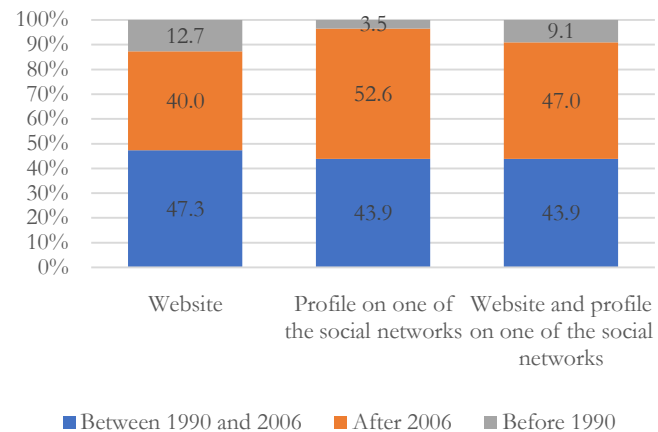 100%
90%
80%
70%
60%
50%
40%
30%
20%
10%
0%
12.7 3.5 9.1
40.0 52.6 47.0
47.3 43.9 43.9
Website
Profile on one of
the social networks
Website and profile
on one of the social
networks
Between 1990 and 2006 After 2006 Before 1990